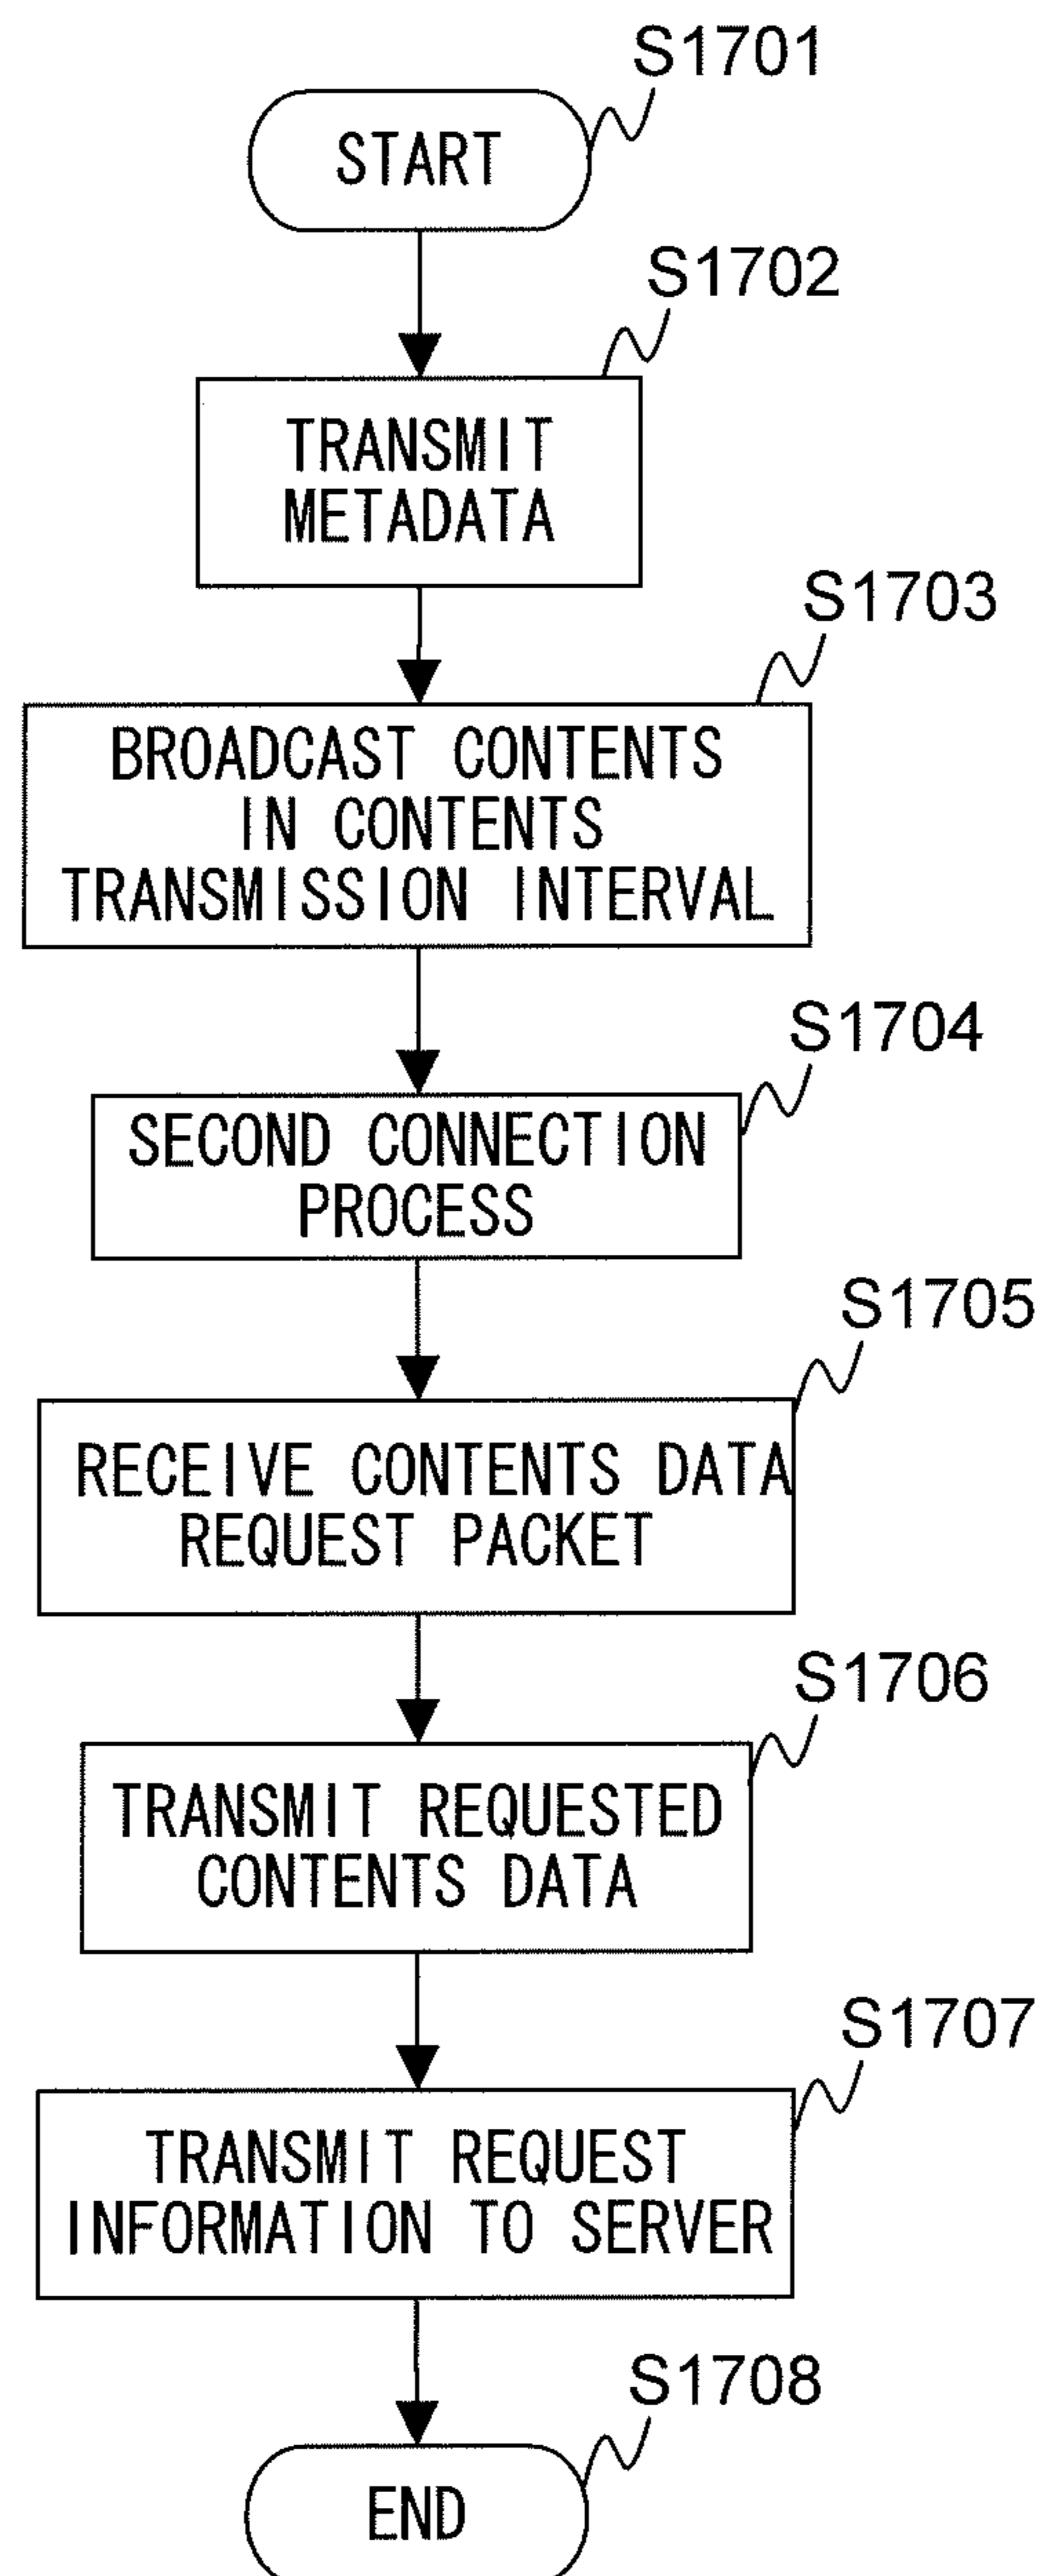 S1701
START
S1702
TRANSMIT
METADATA
S1703
BROADCAST CONTENTS
IN CONTENTS
TRANSMISSION INTERVAL
S1704
SECOND CONNECTION
PROCESS
S1705
RECEIVE CONTENTS DATA
REQUEST PACKET
S1706
TRANSMIT REQUESTED
CONTENTS DATA
S1707
TRANSMIT REQUEST
INFORMATION TO SERVER
S1708
END